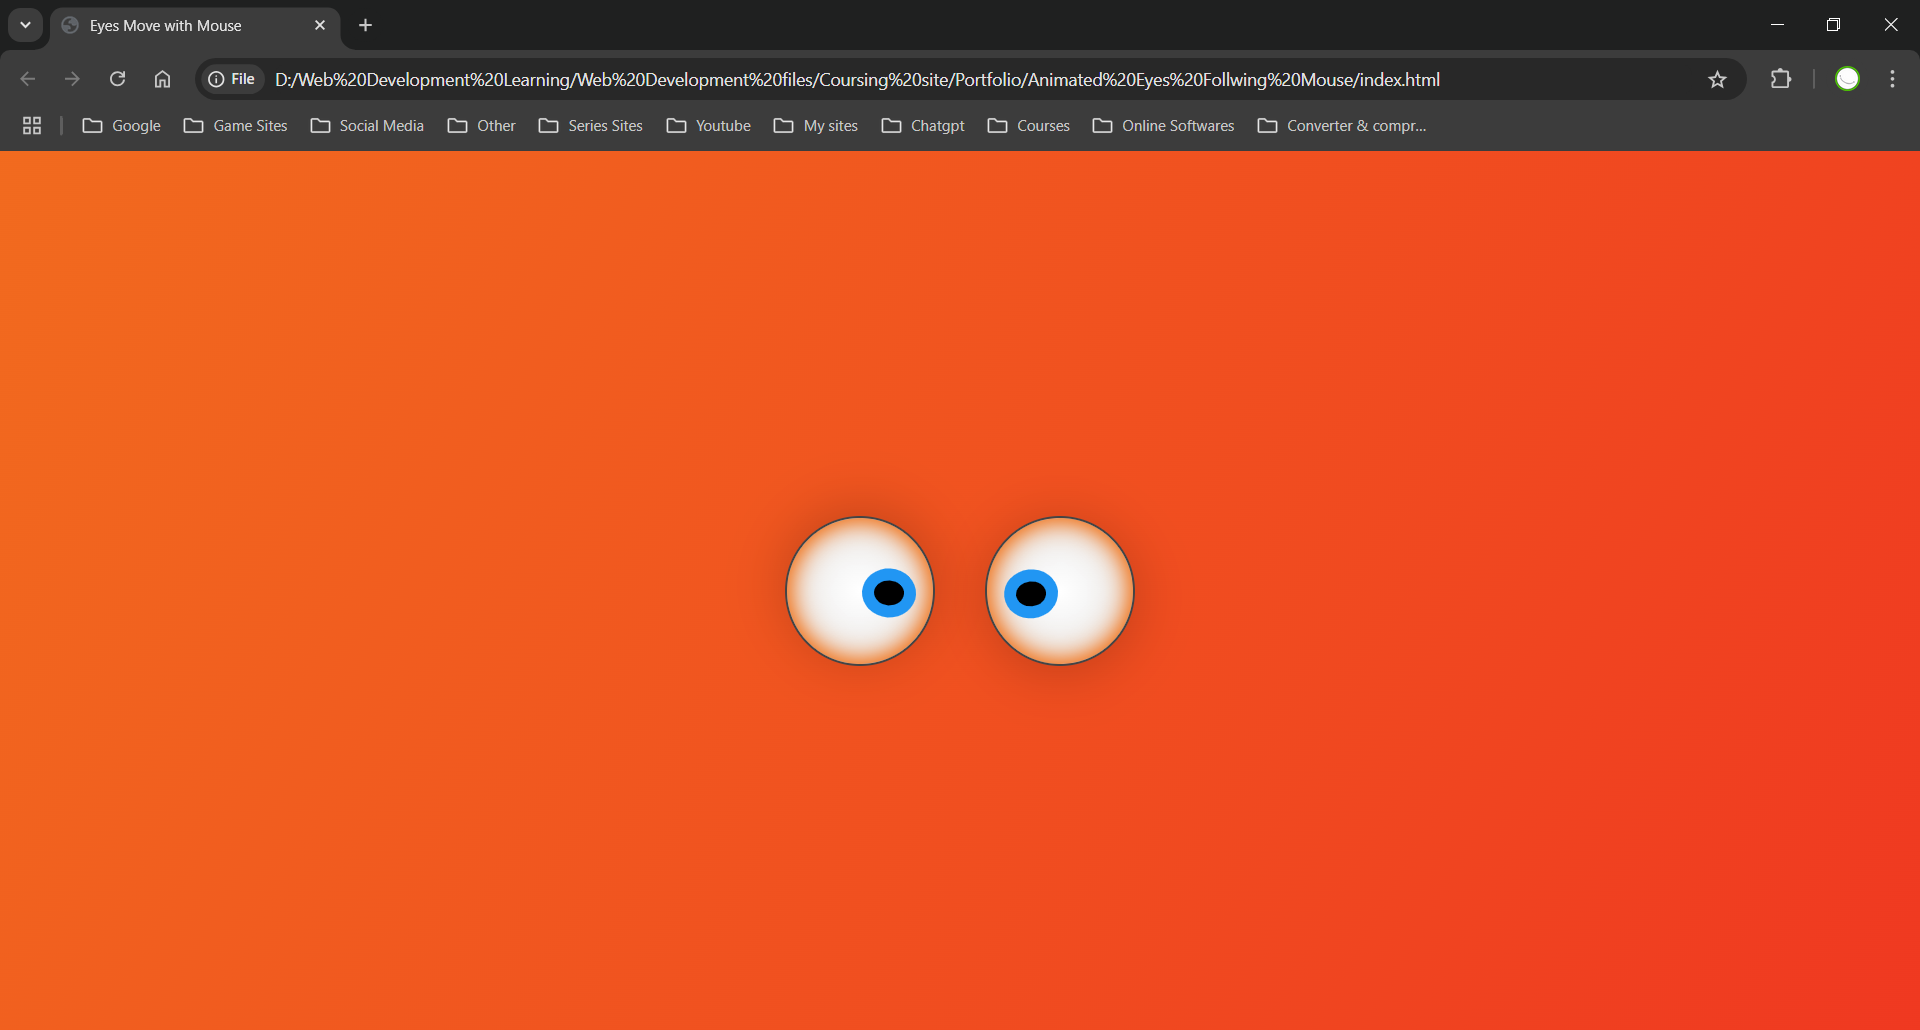 Eyes Move with Mouse
File D:/Web%20Development%20Learning/Web%20Development%20files/Coursing%20site/Portfolio/Animated%20Eyes%20Follwing%20Mouse/index.html
Google Game Sites Social Media Other Series Sites Youtube My sites Chatgpt Courses Online Softwares Converter & compr...